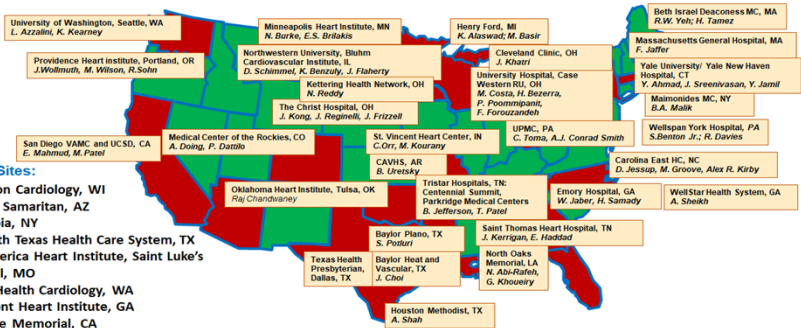 University of Washington, Seattle, WA
L. Azzalini, K. Kearney
Minneapolis Heart Institute, MN
N. Burke, E.S. Brilakis
Henry Ford, MI
K. Alaswad; M. Basir
Beth Israel Deaconess MC, MA
R.W. Yeh; H. Tamez
Providence Heart institute, Portland, OR
J.Wollmuth, M. Wilson, R.Sohn
Northwestern University, Bluhm
Cardiovascular Institute, IL
D. Schimmel, K. Benzuly, J. Flaherty
Cleveland Clinic, OH
J. Khatri
Massachusetts General Hospital, MA
F. Jaffer
Kettering Health Network, OH
N. Reddy
University Hospital, Case
Western RU, OH
M. Costa, H. Bezerra,
P. Poommipanit,
F. Forouzandeh
Yale University/ Yale New Haven
Hospital, CT
Y. Ahmad, J. Sreenivasan, Y. Jamil
The Christ Hospital, OH
J. Kong, J. Reginelli, J. Frizzell
Maimonides MC, NY
B.A. Malik
San Diego VAMC and UCSD, CA
E. Mahmud, M. Patel
Medical Center of the Rockies, CO
A. Doing, P. Dattilo
St. Vincent Heart Center, IN
C.Orr, M. Kourany
UPMC, PA
C. Toma, A.J. Conrad Smith
Wellspan York Hospital, PA
S.Benton Jr.; R. Davies
CAVHS, AR
B. Uretsky
Carolina East HC, NC
D. Jessup, M. Groove, Alex R. Kirby
Oklahoma Heart Institute, Tulsa, OK
Raj Chandwaney
Tristar Hospitals, TN:
Centennial Summit,
Parkridge Medical Centers
B. Jefferson, T. Patel
Emory Hospital, GA
W. Jaber, H. Samady
WellStar Health System, GA
A. Sheikh
Baylor Plano, TX
S. Potluri
Saint Thomas Heart Hospital, TN
J. Kerrigan, E. Haddad
Texas Health
Presbyterian,
Dallas, TX
Baylor Heat and
Vascular, TX
J. Choi
North Oaks
Memorial, LA
N. Abi-Rafeh,
G. Khoueiry
Houston Methodist, TX
A. Shah
Sites:
on Cardiology, WI
Samaritan, AZ
bia, NY
th Texas Health Care System, TX
erica Heart Institute, Saint Luke's
l, MO
Health Cardiology, WA
ent Heart Institute, GA
e Memorial, CA